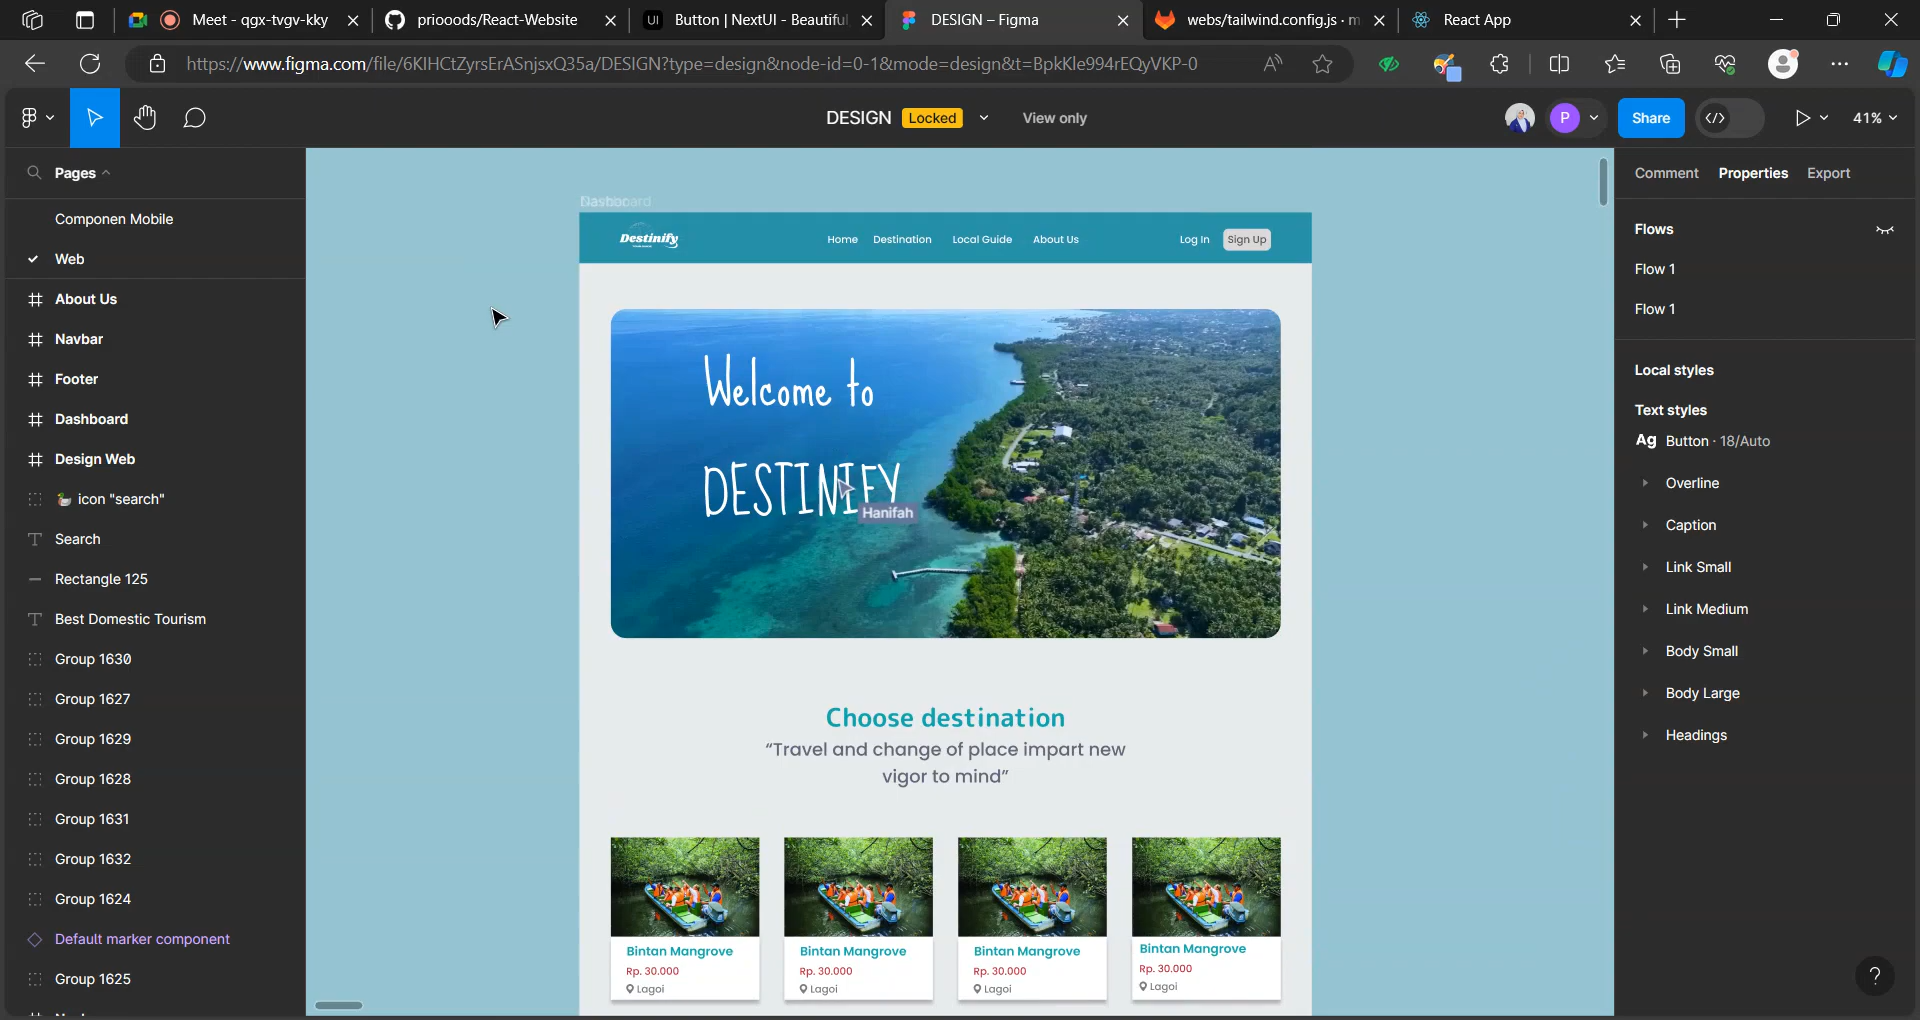 Meet - qgx-tvgv-kky
priooods/React-Website
UI
Button | NextUI - Beautiful
DESIGN – Figma
webs/tailwind.config.js · m
React App
https://www.figma.com/file/6KIHCtZyrsErASnjsxQ35a/DESIGN?type=design&node-id=0-1&mode=design&t=BpkKle994rEQyVKP-0
DESIGN
Locked
View only
P
Share
41%
Pages
Componen Mobile
Web
About Us
Navbar
Footer
Dashboard
Design Web
icon "search"
Search
Rectangle 125
Best Domestic Tourism
Group 1630
Group 1627
Group 1629
Group 1628
Group 1631
Group 1632
Group 1624
Default marker component
Group 1625
Destinify
Home
Destination
Local Guide
About Us
Log In
Sign Up
Welcome to
DESTINIFY
Hanifah
Choose destination
“Travel and change of place impart new
vigor to mind”
Bintan Mangrove
Rp. 30.000
Lagoi
Bintan Mangrove
Rp. 30.000
Lagoi
Bintan Mangrove
Rp. 30.000
Lagoi
Bintan Mangrove
Rp. 30.000
Lagoi
Comment
Properties
Export
Flows
Flow 1
Flow 1
Local styles
Text styles
Ag Button · 18/Auto
Overline
Caption
Link Small
Link Medium
Body Small
Body Large
Headings
?